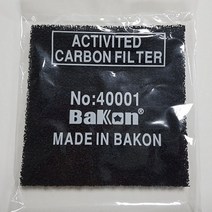 ACTIVITED
CARBON FILTER
No:40001
BaKon®
MADE IN BAKON